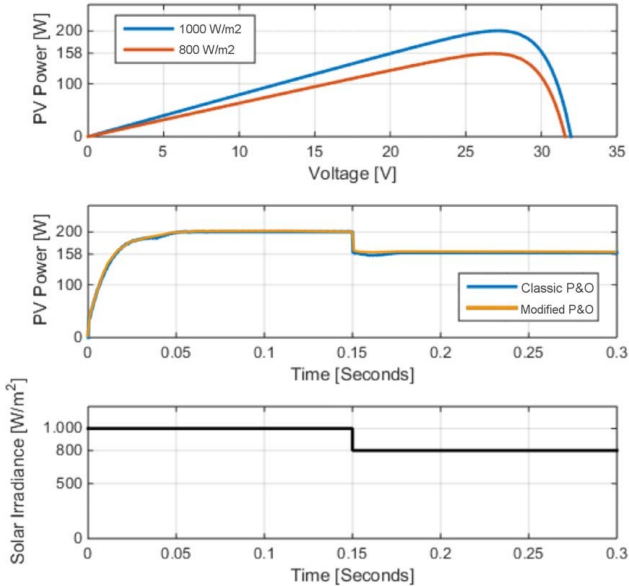 PV Power [W]
200
158
100
0
1000 W/m2
800 W/m2
0 5 10 15 20 25 30 35
Voltage [V]
PV Power [W]
200
158
100
0
Classic P&O
Modified P&O
0 0.05 0.1 0.15 0.2 0.25 0.3
Time [Seconds]
Solar Irradiance [W/m²]
1.000
800
500
0
0 0.05 0.1 0.15 0.2 0.25 0.3
Time [Seconds]